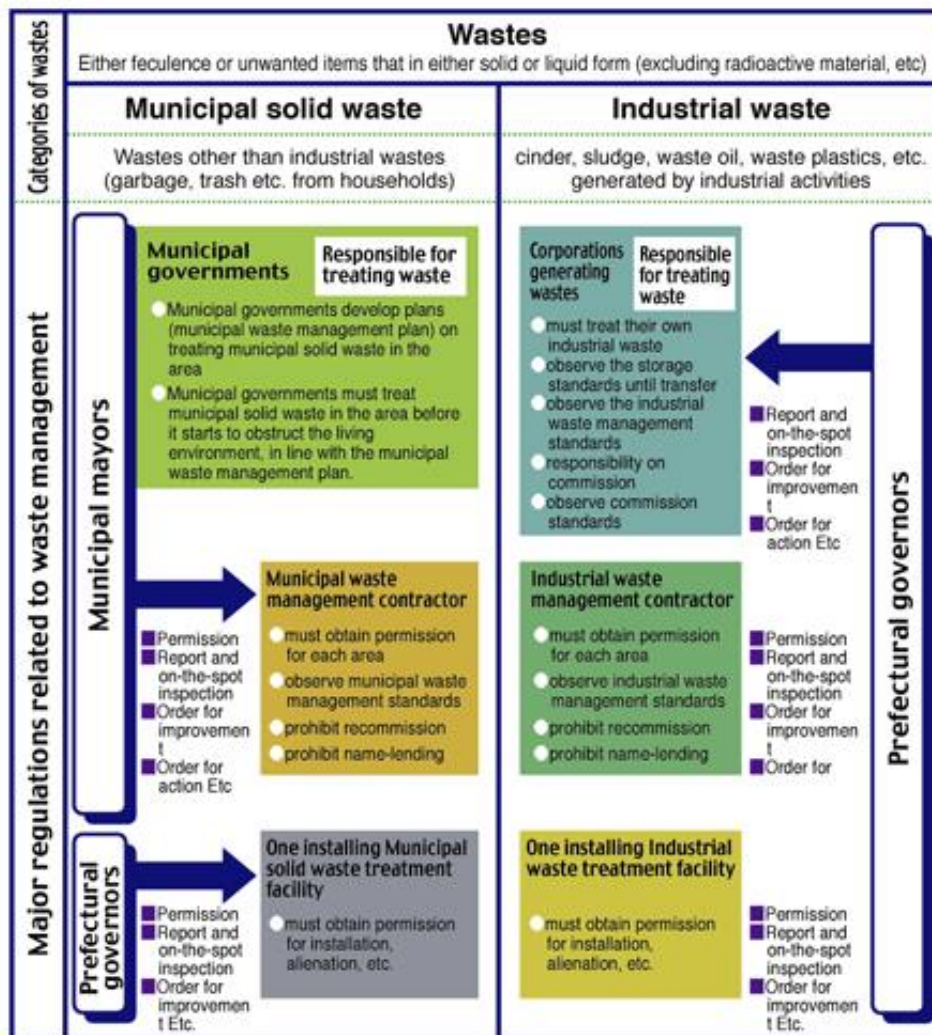 Categories of wastes
Wastes
Either feculence or unwanted items that in either solid or liquid form (excluding radioactive material, etc)
Municipal solid waste
Wastes other than industrial wastes
(garbage, trash etc. from households)
Industrial waste
cinder, sludge, waste oil, waste plastics, etc.
generated by industrial activities
Major regulations related to waste management
Municipal mayors
Municipal
governments
Responsible for
treating waste
Municipal governments develop plans
(municipal waste management plan) on
treating municipal solid waste in the
area
Municipal governments must treat
municipal solid waste in the area before
it starts to obstruct the living
environment, in line with the municipal
waste management plan.
Corporations
generating
wastes
Responsible
for treating
waste
must treat their own
industrial waste
observe the storage
standards until transfer
observe the industrial
waste management
standards
responsibility on
commission
observe commission
standards
Report and
on-the-spot
inspection
Order for
improvemen
t
Order for
action Etc
Prefectural governors
Permission
Report and
on-the-spot
inspection
Order for
improvemen
t
Order for
action Etc
Municipal waste
management contractor
must obtain permission
for each area
observe municipal waste
management standards
prohibit recommission
prohibit name-lending
Industrial waste
management contractor
must obtain permission
for each area
observe industrial waste
management standards
prohibit recommission
prohibit name-lending
Permission
Report and
on-the-spot
inspection
Order for
improvemen
t
Order for
Prefectural
governors
Permission
Report and
on-the-spot
inspection
Order for
improvemen
t Etc.
One installing Municipal
solid waste treatment
facility
must obtain permission
for installation,
alienation, etc.
One installing Industrial
waste treatment facility
must obtain permission
for installation,
alienation, etc.
Permission
Report and
on-the-spot
inspection
Order for
improvemen
t Etc.